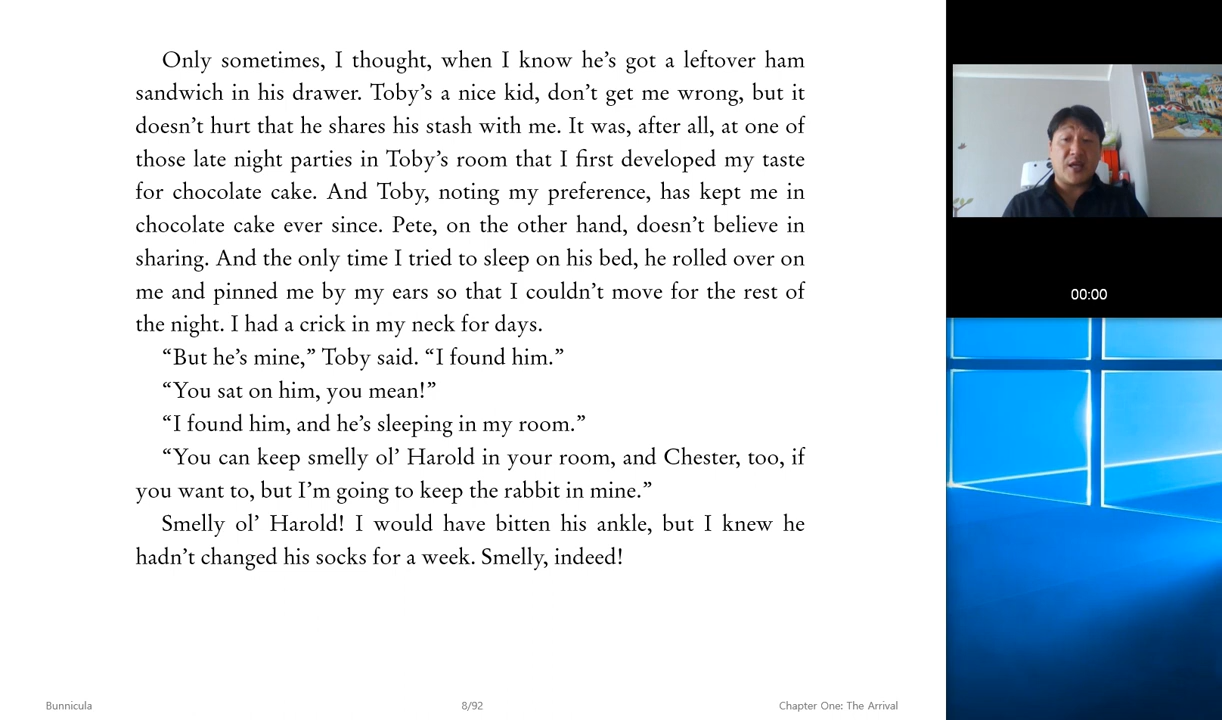 Only sometimes, I thought, when I know he’s got a leftover ham
sandwich in his drawer. Toby’s a nice kid, don’t get me wrong, but it
doesn’t hurt that he shares his stash with me. It was, after all, at one of
those late night parties in Toby’s room that I first developed my taste
for chocolate cake. And Toby, noting my preference, has kept me in
chocolate cake ever since. Pete, on the other hand, doesn’t believe in
sharing. And the only time I tried to sleep on his bed, he rolled over on
me and pinned me by my ears so that I couldn’t move for the rest of
the night. I had a crick in my neck for days.
“But he’s mine,” Toby said. “I found him.”
“You sat on him, you mean!”
“I found him, and he’s sleeping in my room.”
“You can keep smelly ol’ Harold in your room, and Chester, too, if
you want to, but I’m going to keep the rabbit in mine.”
Smelly ol’ Harold! I would have bitten his ankle, but I knew he
hadn’t changed his socks for a week. Smelly, indeed!
Bunnicula
8/92
Chapter One: The Arrival
00:00